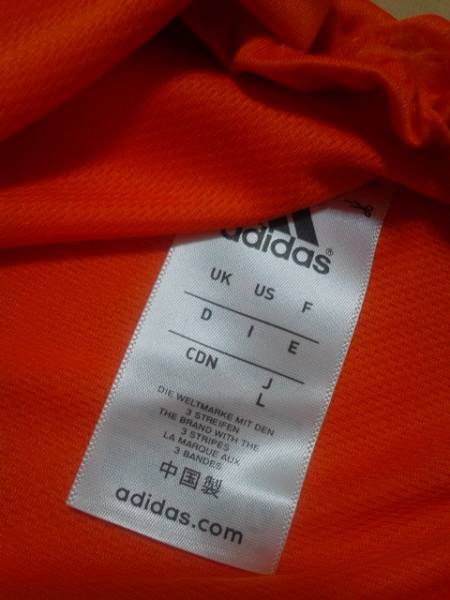 adidas®
UK US F
D I E
CDN J
L
DIE WELTMARKE MIT DEN
3 STREIFEN
THE BRAND WITH THE
3 STRIPES
LA MARQUE AUX
3 BANDES
中国製
adidas.com